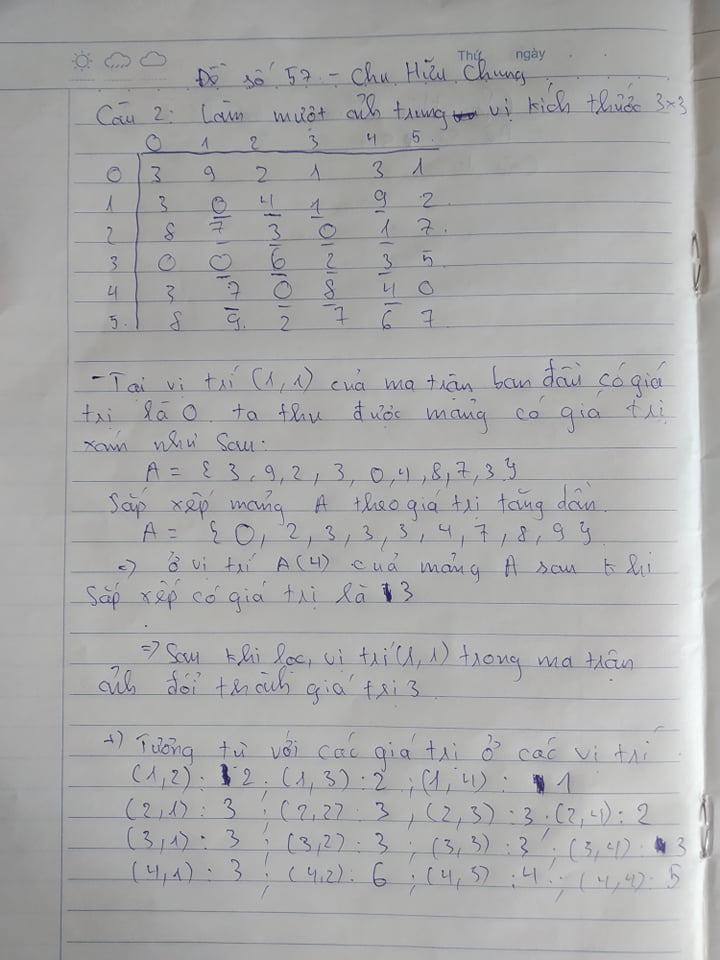 Thứ ngày
Đề số 57 - Chu Hữu Chung
Câu 2: Làm mượt ảnh trung vị kích thước 3×3
0 1 2 3 4 5
0 3 9 2 1 3 1
1 3 0 4 1 9 2
2 8 7 3 0 1 7
3 0 0 6 2 3 5
4 3 7 0 8 4 0
5. 8 9. 2 7 6 7
- Tại vị trí (1,1) của ma trận ban đầu có giá
trị là 0. ta thu được mảng có giá trị
xám như sau:
A = { 3, 9, 2, 3, 0, 4, 8, 7, 3 }
Sắp xếp mảng A theo giá trị tăng dần.
A = { 0, 2, 3, 3, 3, 4, 7, 8, 9 }
=> ở vị trí A(4) của mảng A sau khi
Sắp xếp có giá trị là 3
=> Sau khi lọc, vị trí (1,1) trong ma trận
ảnh đổi thành giá trị 3
+) Tương tự với các giá trị ở các vị trí
(1,2): 2 ; (1,3): 2 ; (1,4): 1
(2,1): 3 ; (2,2): 3 , (2,3): 3 ; (2,4): 2
(3,1): 3 ; (3,2): 3 ; (3,3): 3 ; (3,4): 3
(4,1): 3 ; (4,2): 6 ; (4,3): 4 ; (4,4): 5